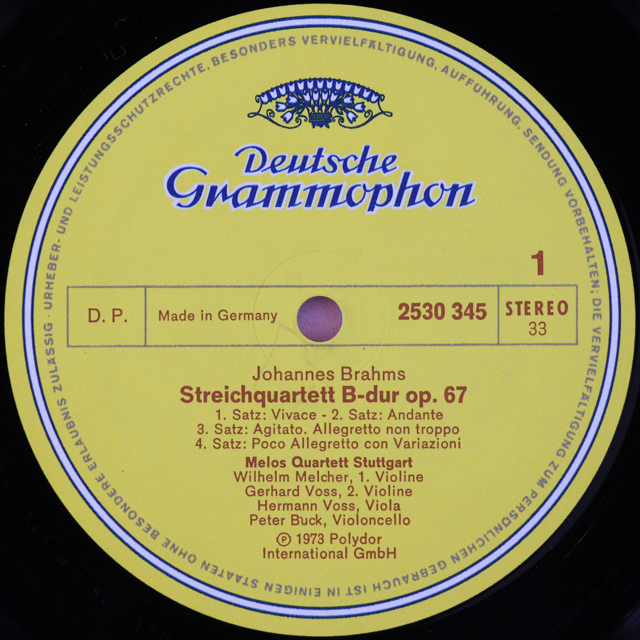 URHEBER- UND LEISTUNGSSCHUTZRECHTE, BESONDERS VERVIELFÄLTIGUNG, AUFFÜHRUNG, SENDUNG VORBEHALTEN; DIE VERVIELFÄLTIGUNG ZUM PERSÖNLICHEN GEBRAUCH IST IN EINIGEN STAATEN OHNE BESONDERE ERLAUBNIS ZULÄSSIG ·
Deutsche
Grammophon
1
D. P.
Made in Germany
2530 345
STEREO
33
Johannes Brahms
Streichquartett B-dur op. 67
1. Satz: Vivace - 2. Satz: Andante
3. Satz: Agitato. Allegretto non troppo
4. Satz: Poco Allegretto con Variazioni
Melos Quartett Stuttgart
Wilhelm Melcher, 1. Violine
Gerhard Voss, 2. Violine
Hermann Voss, Viola
Peter Buck, Violoncello
℗ 1973 Polydor
International GmbH